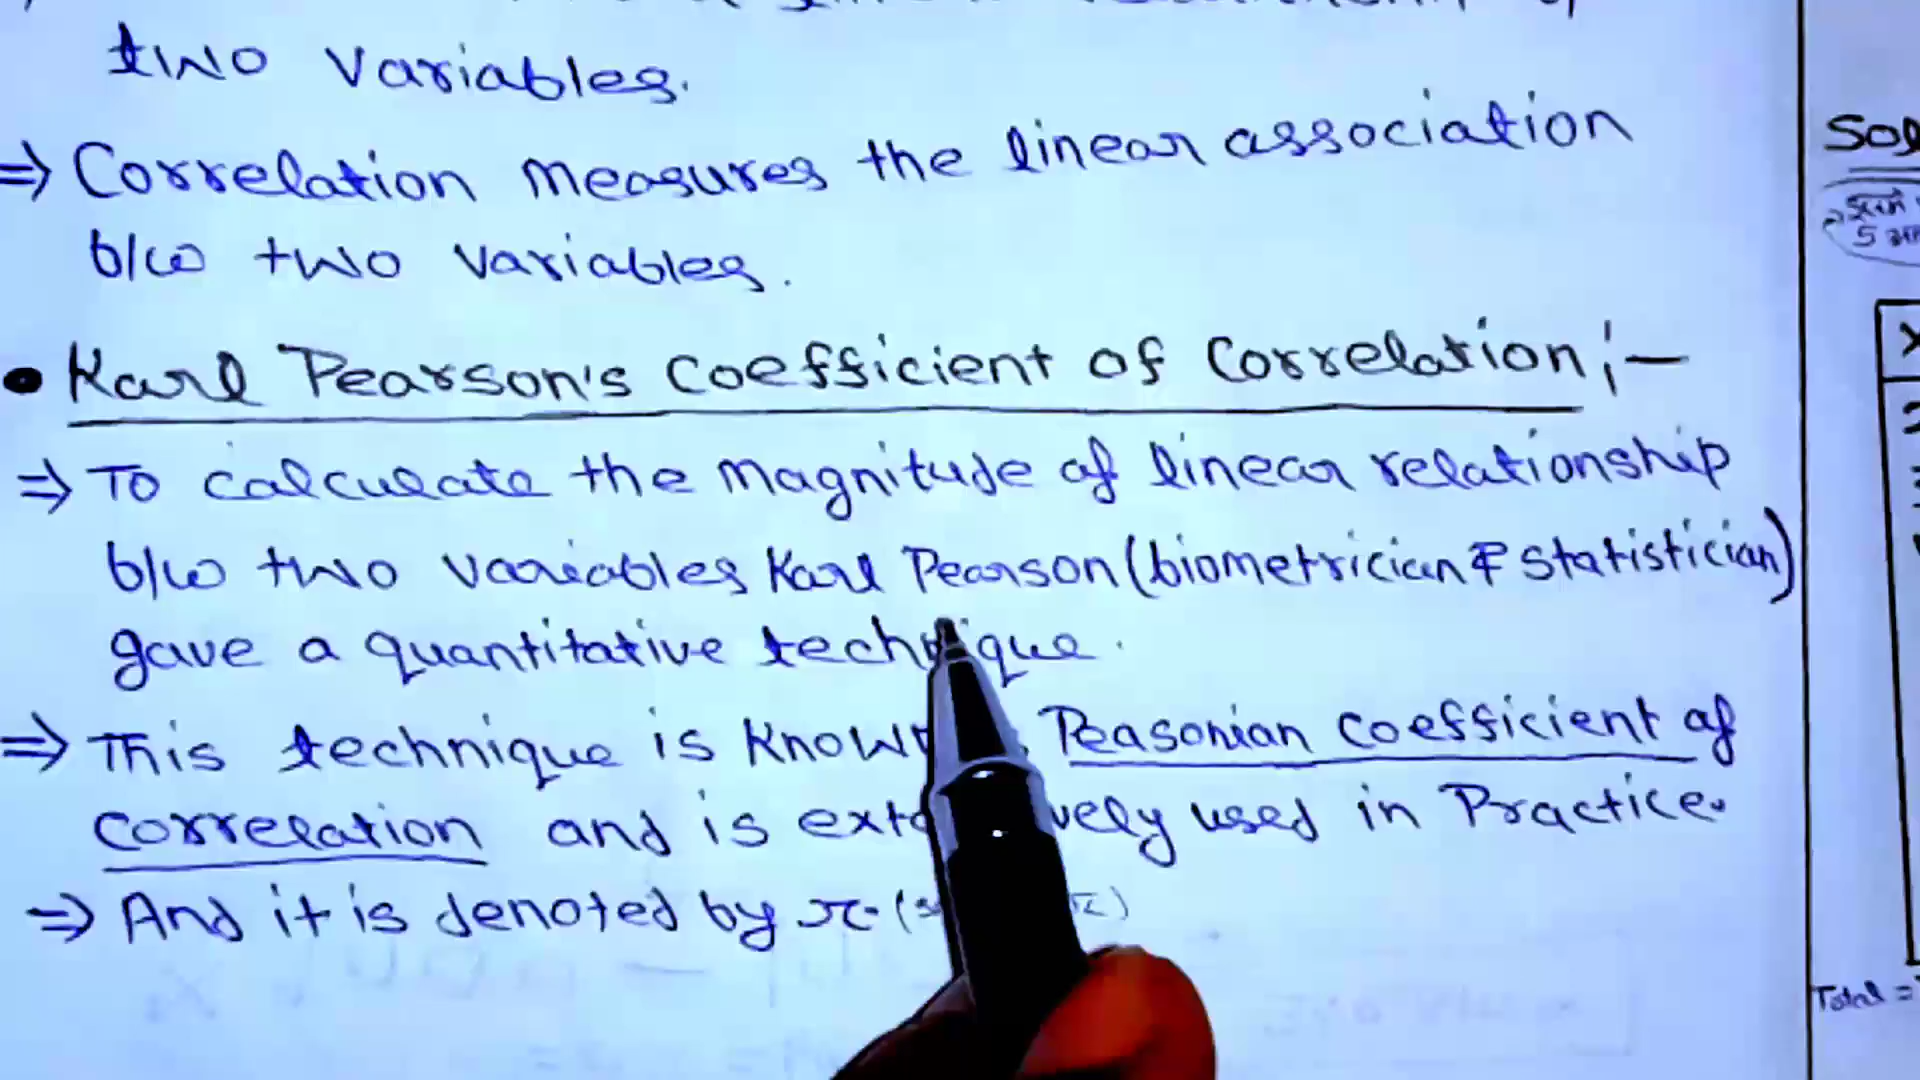 two variables.
⇒ Correlation measures the linear association
b/w two variables.
• Karl Pearson's Coefficient of Correlation ;—
⇒ To calculate the magnitude of linear relationship
b/w two variables Karl Pearson (biometrician & statistician)
gave a quantitative technique.
⇒ This technique is known Peasonian coefficient of
correlation and is used in Practice.
⇒ And it is denoted by r.
Sol
5
X
Total =